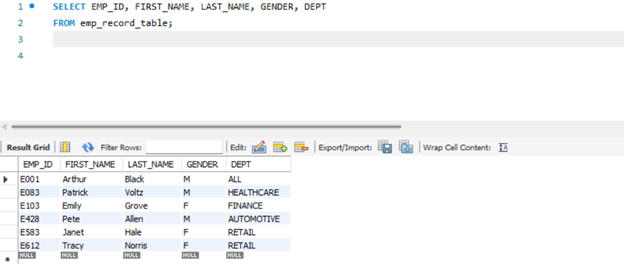 1 SELECT EMP_ID, FIRST_NAME, LAST_NAME, GENDER, DEPT
2 FROM emp_record_table;
3
4
Result Grid Filter Rows: Edit: Export/Import: Wrap Cell Content: IA
EMP_ID FIRST_NAME LAST_NAME GENDER DEPT
E001 Arthur Black M ALL
E083 Patrick Voltz M HEALTHCARE
E103 Emily Grove F FINANCE
E428 Pete Allen M AUTOMOTIVE
E583 Janet Hale F RETAIL
E612 Tracy Norris F RETAIL
NULL NULL NULL NULL NULL